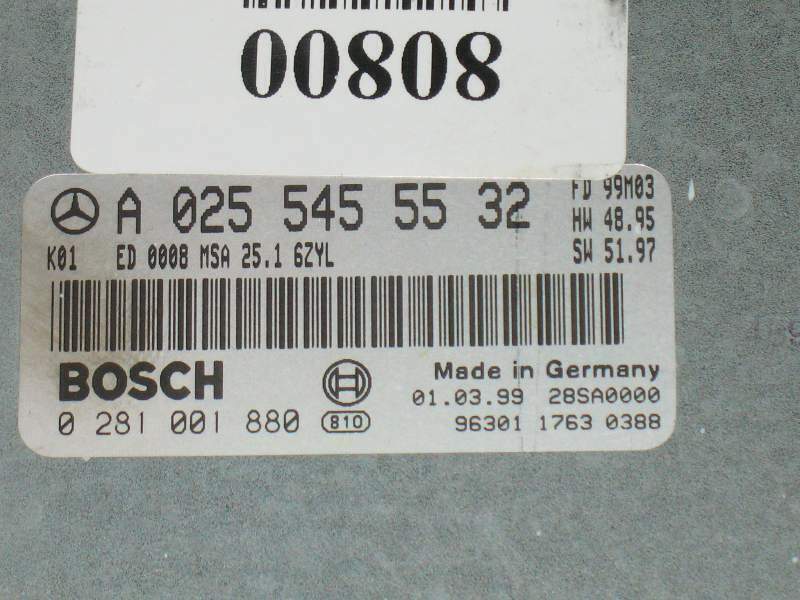 00808
A 025 545 55 32
FD 99M03
HW 48.95
SW 51.97
K01 ED 0008 MSA 25.1 6ZYL
BOSCH
Made in Germany
01.03.99 28SA0000
0 281 001 880 810
96301 1763 0388